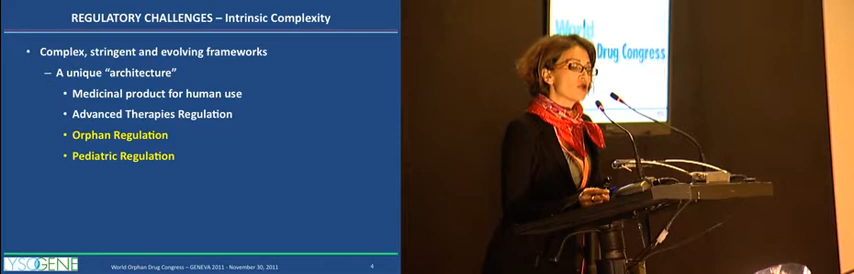 REGULATORY CHALLENGES – Intrinsic Complexity
• Complex, stringent and evolving frameworks
– A unique “architecture”
• Medicinal product for human use
• Advanced Therapies Regulation
• Orphan Regulation
• Pediatric Regulation
LYSOGENE
World Orphan Drug Congress – GENEVA 2011 - November 30, 2011
4
World
Drug Congress